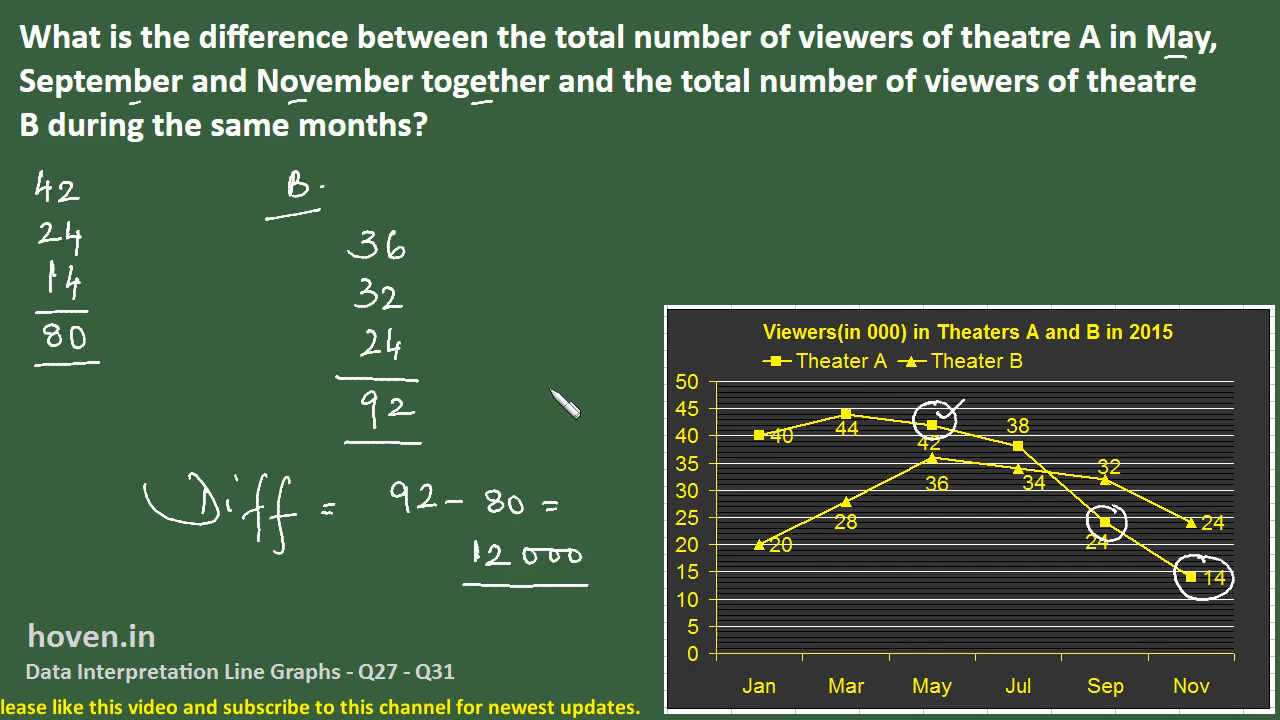 What is the difference between the total number of viewers of theatre A in May,
September and November together and the total number of viewers of theatre
B during the same months?
42
24
14
80
B.
36
32
24
92
Diff = 92 - 80 =
12000
Viewers(in 000) in Theaters A and B in 2015
Theater A Theater B
50
45
40
35
30
25
20
15
10
5
0
40
44
42
38
24
14
20
28
36
34
32
24
Jan Mar May Jul Sep Nov
hoven.in
Data Interpretation Line Graphs - Q27 - Q31
lease like this video and subscribe to this channel for newest updates.